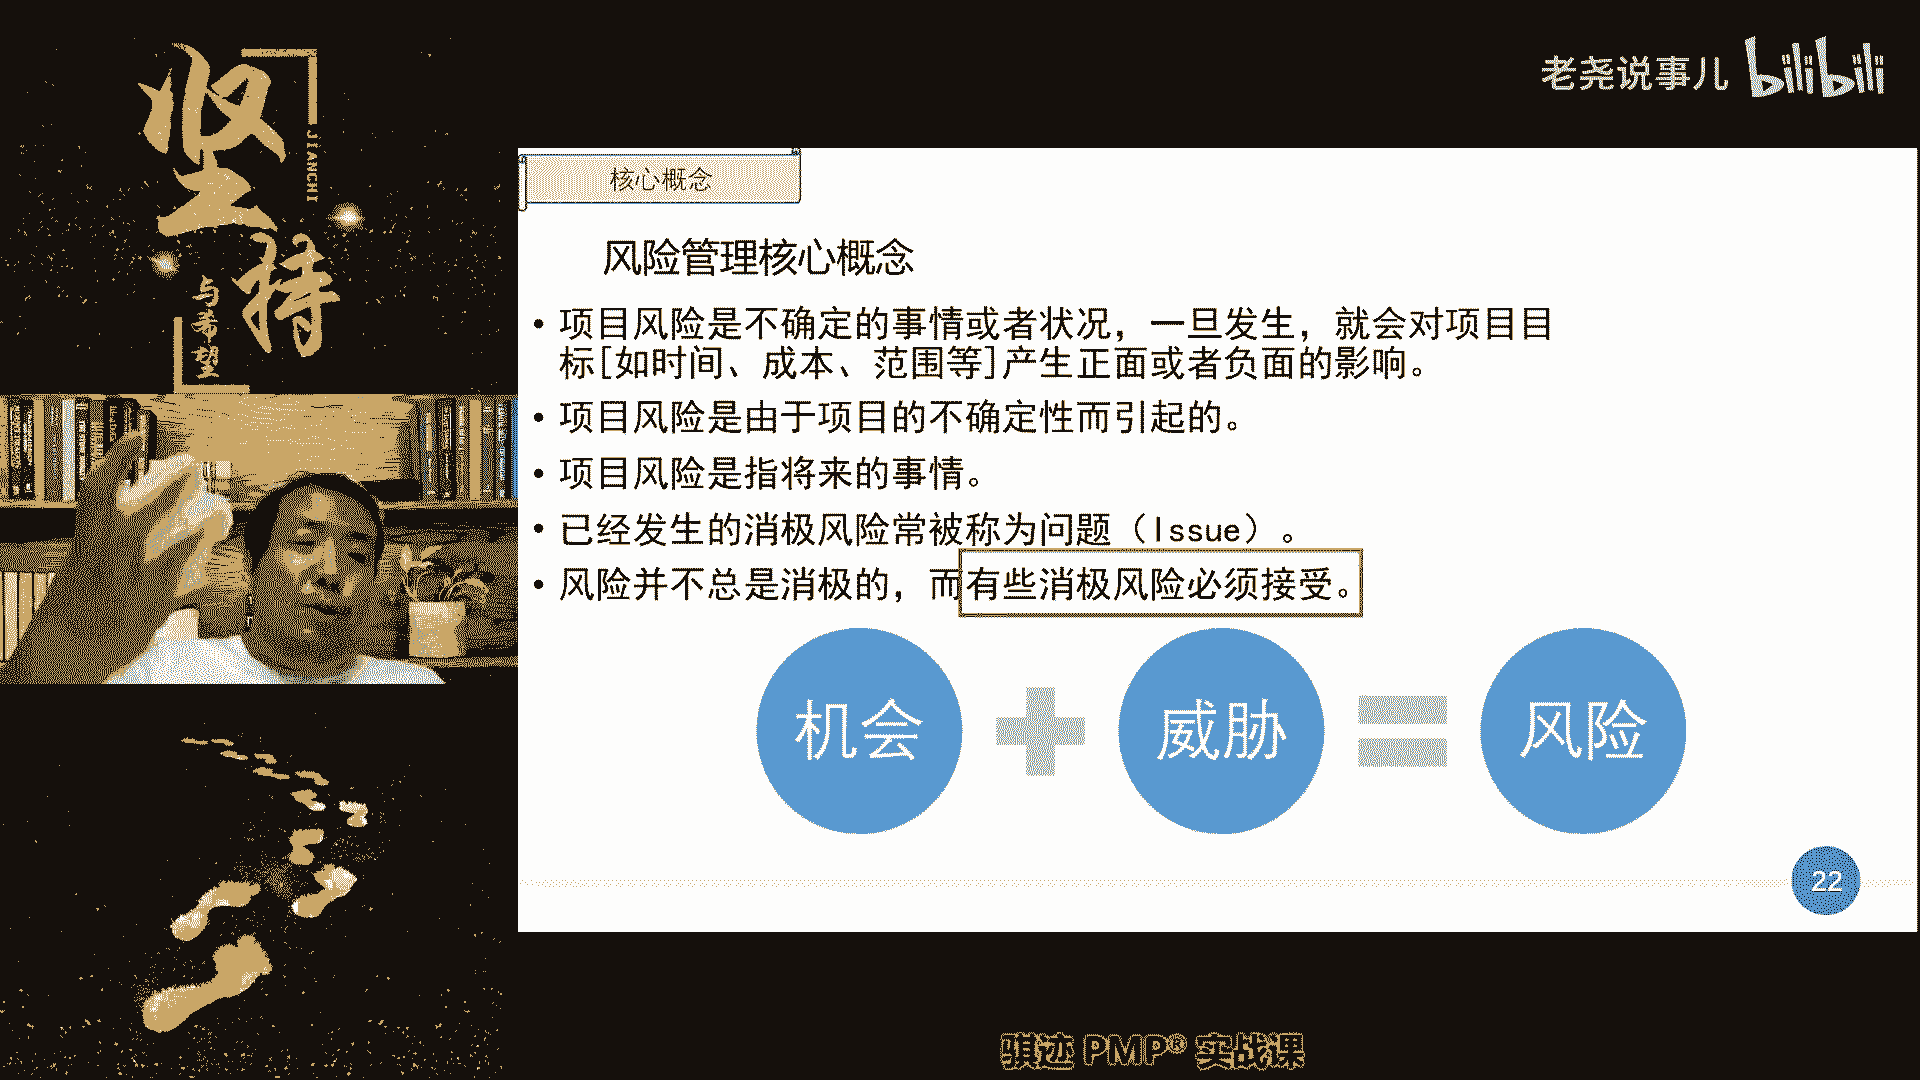 坚持
JIANCHI
与希望
老尧说事儿 bilibili
核心概念
风险管理核心概念
• 项目风险是不确定的事情或者状况，一旦发生，就会对项目目
标[如时间、成本、范围等]产生正面或者负面的影响。
• 项目风险是由于项目的不确定性而引起的。
• 项目风险是指将来的事情。
• 已经发生的消极风险常被称为问题（Issue）。
• 风险并不总是消极的，而有些消极风险必须接受。
机会 + 威胁 = 风险
22
骐迹 PMP® 实战课